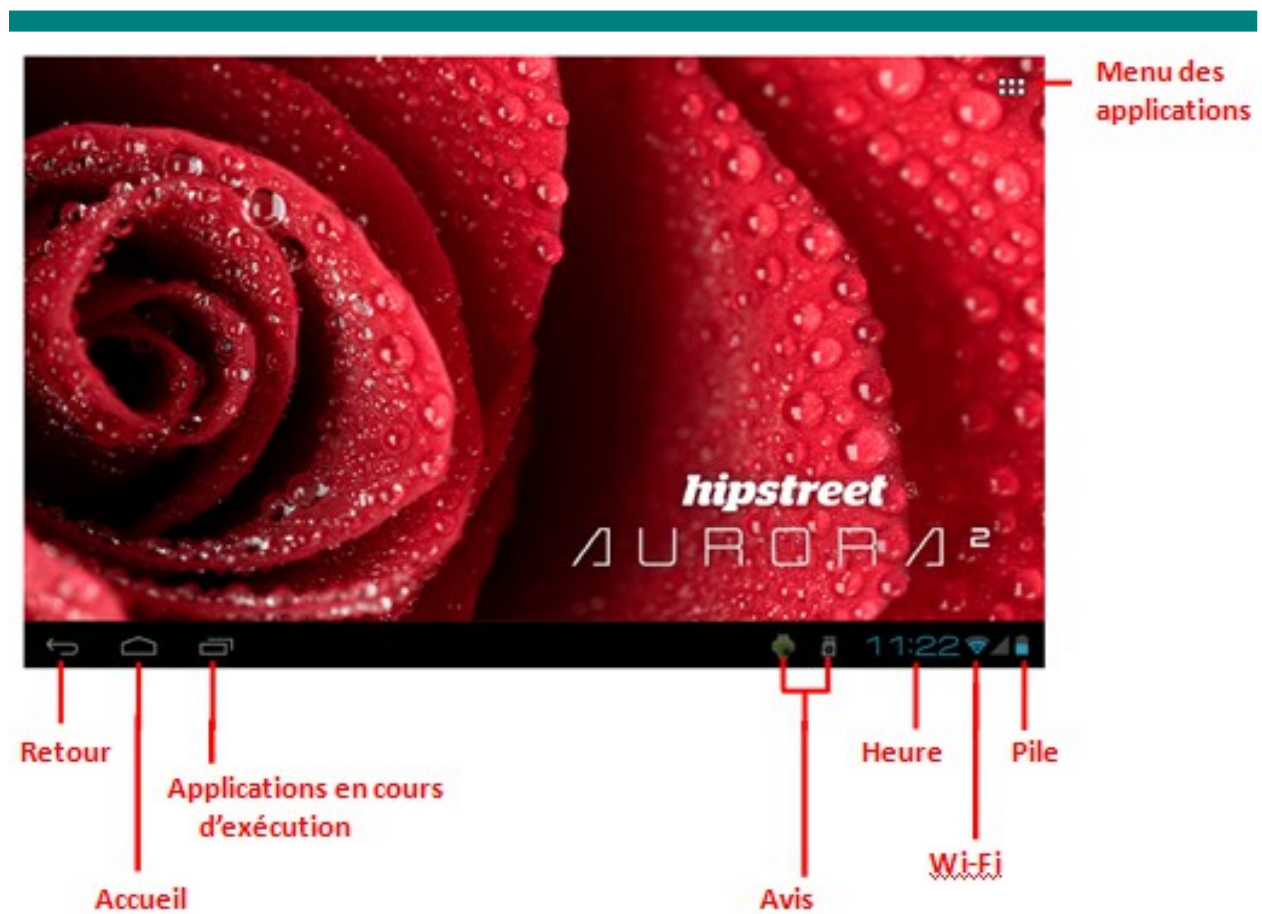 Menu des
applications
hipstreet
AURORA²
11:22
Retour
Heure
Pile
Applications en cours
d’exécution
Wi-Fi
Accueil
Avis